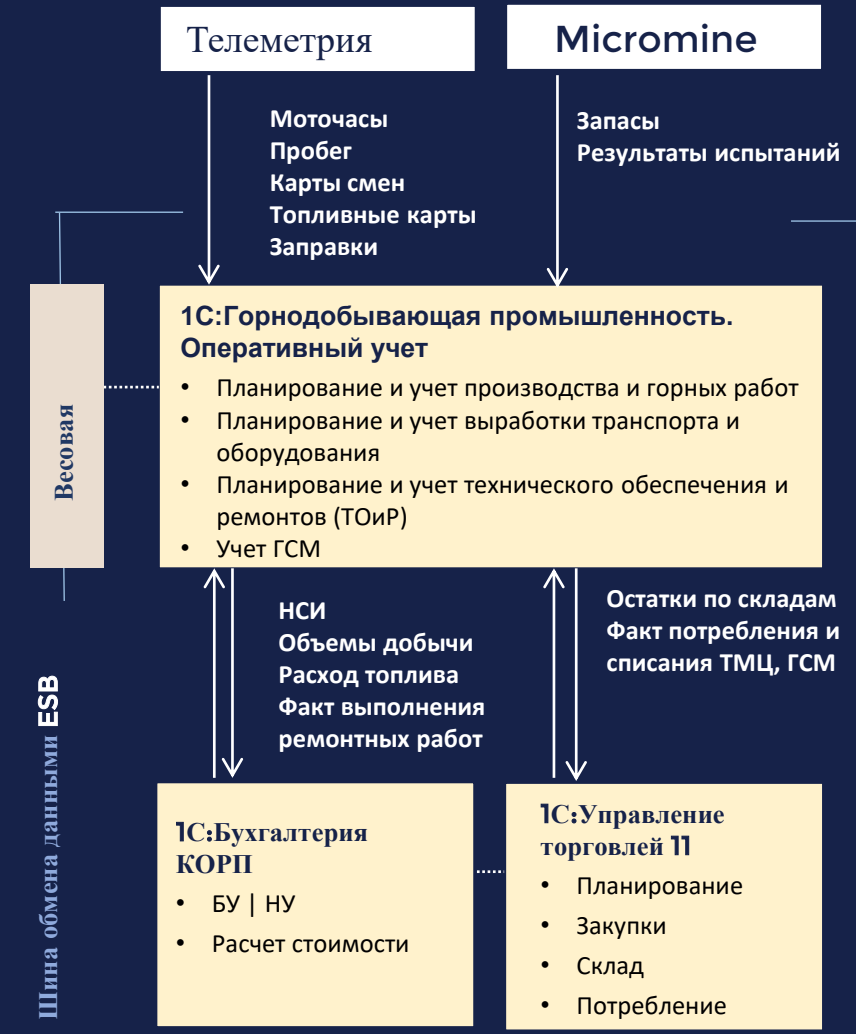 Телеметрия
Micromine
Моточасы
Пробег
Карты смен
Топливные карты
Заправки
Запасы
Результаты испытаний
Весовая
1С:Горнодобывающая промышленность.
Оперативный учет
• Планирование и учет производства и горных работ
• Планирование и учет выработки транспорта и
оборудования
• Планирование и учет технического обеспечения и
ремонтов (ТОиР)
• Учет ГСМ
НСИ
Объемы добычи
Расход топлива
Факт выполнения
ремонтных работ
Остатки по складам
Факт потребления и
списания ТМЦ, ГСМ
Шина обмена данными ESB
1С:Бухгалтерия
КОРП
• БУ | НУ
• Расчет стоимости
1С:Управление
торговлей 11
• Планирование
• Закупки
• Склад
• Потребление